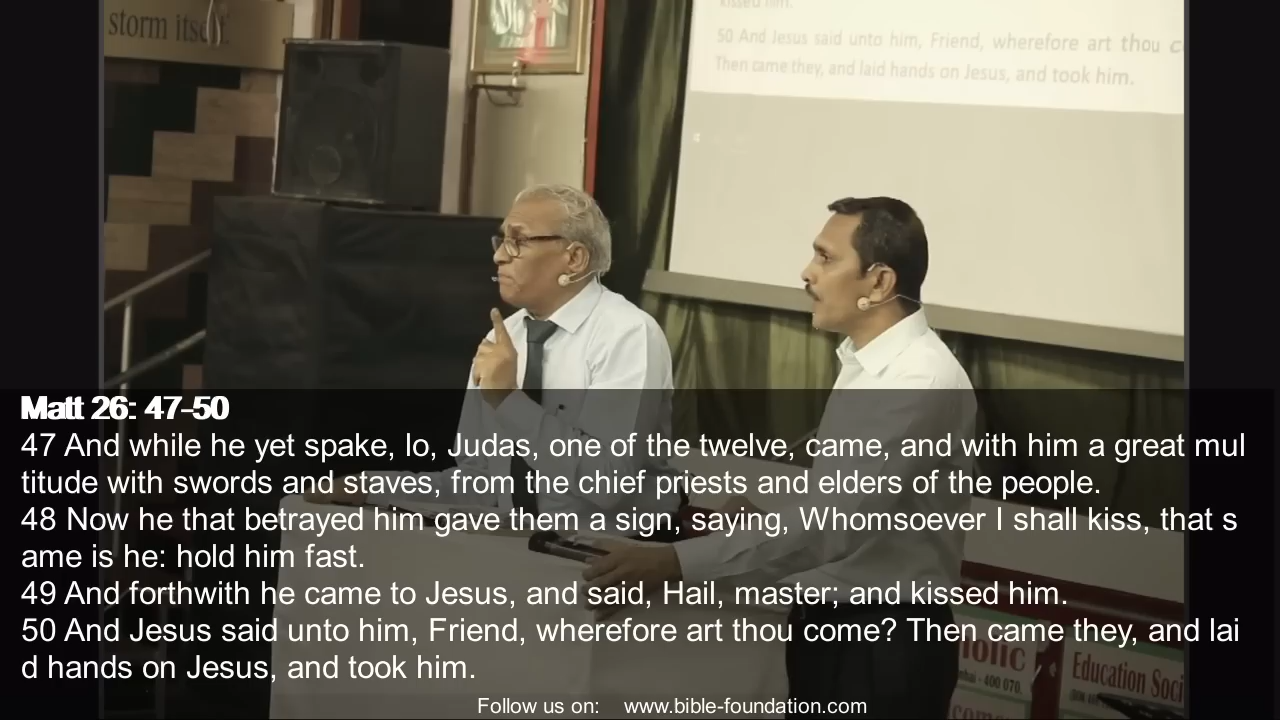 storm itself.
kissed him.
50 And Jesus said unto him, Friend, wherefore art thou c
Then came they, and laid hands on Jesus, and took him.
Matt 26: 47-50
47 And while he yet spake, lo, Judas, one of the twelve, came, and with him a great mul
titude with swords and staves, from the chief priests and elders of the people.
48 Now he that betrayed him gave them a sign, saying, Whomsoever I shall kiss, that s
ame is he: hold him fast.
49 And forthwith he came to Jesus, and said, Hail, master; and kissed him.
50 And Jesus said unto him, Friend, wherefore art thou come? Then came they, and lai
d hands on Jesus, and took him.
holic
bai - 400 070.
Education Soci
Follow us on: www.bible-foundation.com